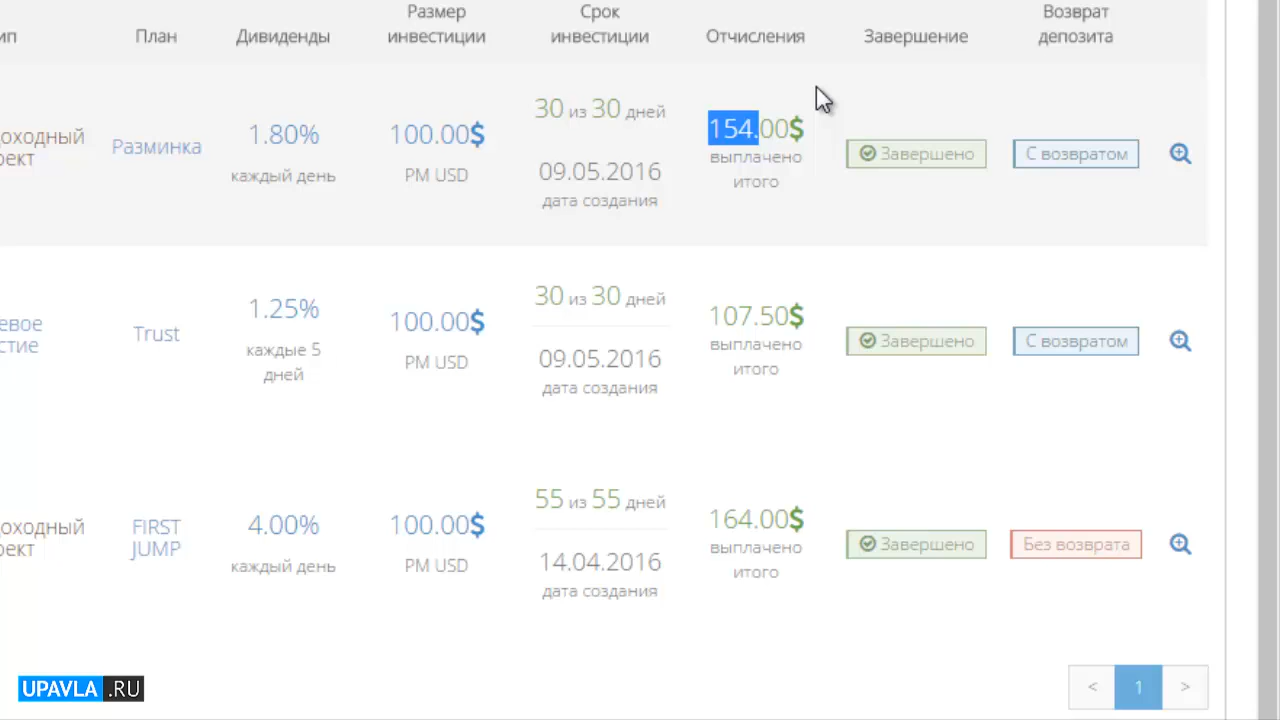 ип
План
Дивиденды
Размер
инвестиции
Срок
инвестиции
Отчисления
Завершение
Возврат
депозита
оходный
ект
Разминка
1.80%
каждый день
100.00$
PM USD
30 из 30 дней
09.05.2016
дата создания
154.00$
выплачено
итого
Завершено
С возвратом
евое
стие
Trust
1.25%
каждые 5
дней
100.00$
PM USD
30 из 30 дней
09.05.2016
дата создания
107.50$
выплачено
итого
Завершено
С возвратом
оходный
ект
FIRST
JUMP
4.00%
каждый день
100.00$
PM USD
55 из 55 дней
14.04.2016
дата создания
164.00$
выплачено
итого
Завершено
Без возврата
UPAVLA .RU
< 1 >